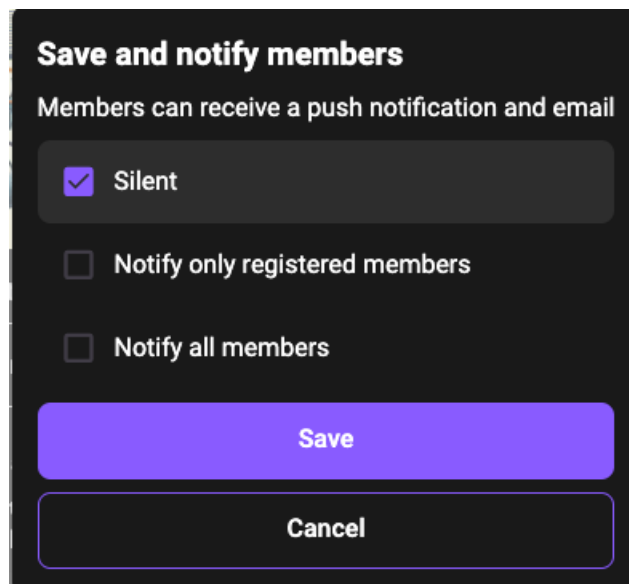 Save and notify members
Members can receive a push notification and email
Silent
Notify only registered members
Notify all members
Save
Cancel